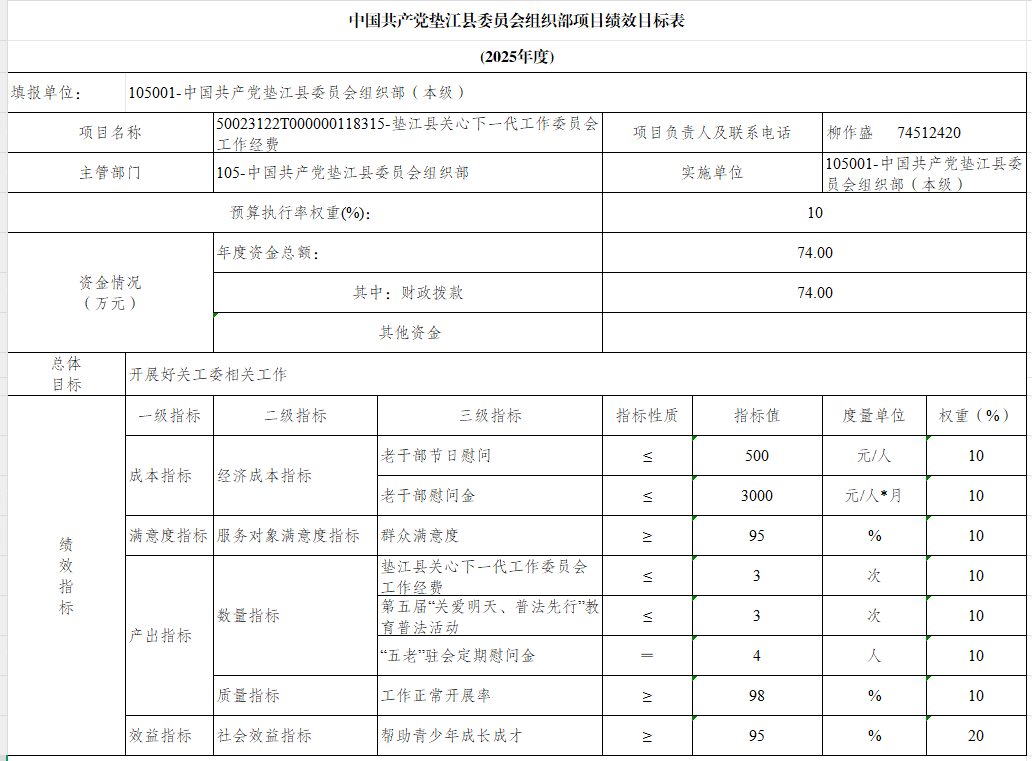 中国共产党垫江县委员会组织部项目绩效目标表
(2025年度)
填报单位： 105001-中国共产党垫江县委员会组织部（本级）
项目名称 50023122T000000118315-垫江县关心下一代工作委员会
工作经费 项目负责人及联系电话 柳作盛 74512420
主管部门 105-中国共产党垫江县委员会组织部 实施单位 105001-中国共产党垫江县委
员会组织部（本级）
预算执行率权重(%)： 10
资金情况
（万元）
年度资金总额： 74.00
其中：财政拨款 74.00
其他资金
总体
目标
开展好关工委相关工作
绩
效
指
标
一级指标 二级指标 三级指标 指标性质 指标值 度量单位 权重（%）
成本指标 经济成本指标 老干部节日慰问 ≤ 500 元/人 10
老干部慰问金 ≤ 3000 元/人*月 10
满意度指标 服务对象满意度指标 群众满意度 ≥ 95 % 10
产出指标 数量指标 垫江县关心下一代工作委员会
工作经费 ≤ 3 次 10
第五届“关爱明天、普法先行”教
育普法活动 ≤ 3 次 10
“五老”驻会定期慰问金 ＝ 4 人 10
质量指标 工作正常开展率 ≥ 98 % 10
效益指标 社会效益指标 帮助青少年成长成才 ≥ 95 % 20